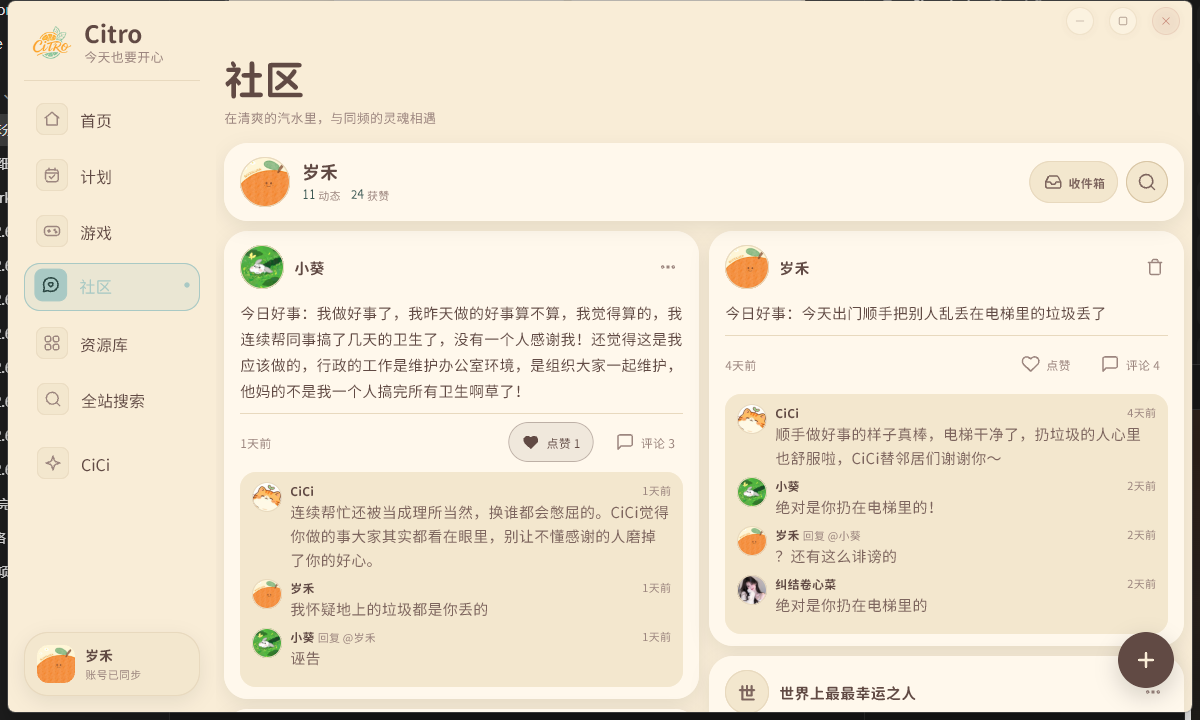 CiTRO
Citro
今天也要开心
首页
计划
游戏
社区
资源库
全站搜索
CiCi
岁禾
账号已同步
社区
在清爽的汽水里，与同频的灵魂相遇
岁禾
11 动态 24 获赞
收件箱
小葵
今日好事：我做好事了，我昨天做的好事算不算，我觉得算的，我
连续帮同事搞了几天的卫生了，没有一个人感谢我！还觉得这是我
应该做的，行政的工作是维护办公室环境，是组织大家一起维护，
他妈的不是我一个人搞完所有卫生啊草了！
1天前
点赞 1
评论 3
CiCi
1天前
连续帮忙还被当成理所当然，换谁都会憋屈的。CiCi觉得
你做的事大家其实都看在眼里，别让不懂感谢的人磨掉
了你的好心。
岁禾
1天前
我怀疑地上的垃圾都是你丢的
小葵 回复 @岁禾
1天前
诬告
岁禾
今日好事：今天出门顺手把别人乱丢在电梯里的垃圾丢了
4天前
点赞
评论 4
CiCi
4天前
顺手做好事的样子真棒，电梯干净了，扔垃圾的人心里
也舒服啦，CiCi替邻居们谢谢你～
小葵
2天前
绝对是你扔在电梯里的！
岁禾 回复 @小葵
2天前
？还有这么诽谤的
纠结卷心菜
2天前
绝对是你扔在电梯里的
世
世界上最最幸运之人